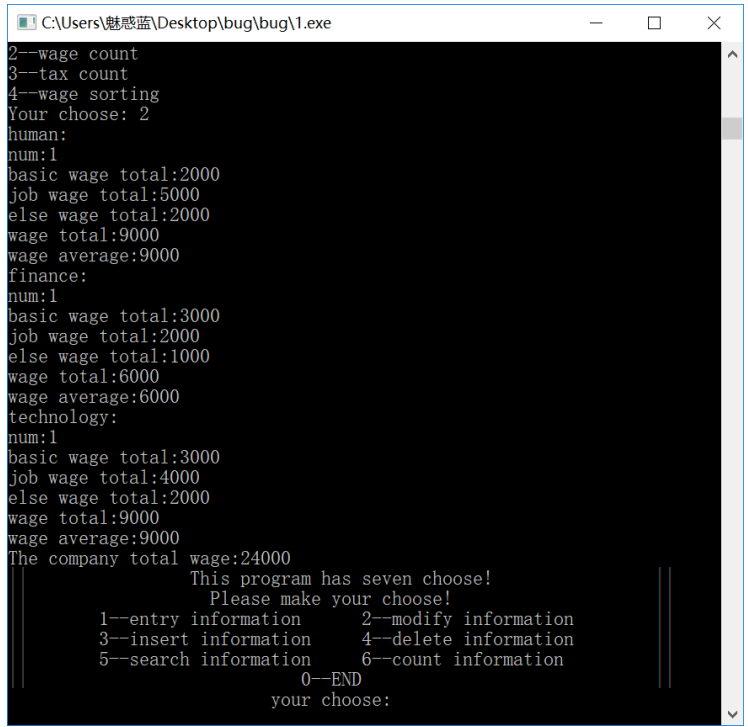 C:\Users\魅惑蓝\Desktop\bug\bug\1.exe
2--wage count
3--tax count
4--wage sorting
Your choose: 2
human:
num:1
basic wage total:2000
job wage total:5000
else wage total:2000
wage total:9000
wage average:9000
finance:
num:1
basic wage total:3000
job wage total:2000
else wage total:1000
wage total:6000
wage average:6000
technology:
num:1
basic wage total:3000
job wage total:4000
else wage total:2000
wage total:9000
wage average:9000
The company total wage:24000
This program has seven choose!
Please make your choose!
1--entry information 2--modify information
3--insert information 4--delete information
5--search information 6--count information
0--END
your choose: